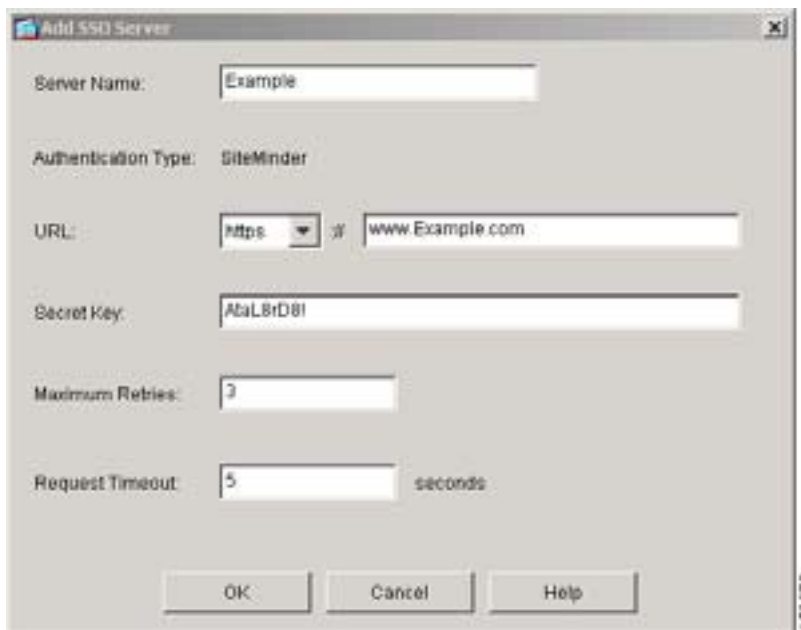 Add SSO Server
Server Name: Example
Authentication Type: SiteMinder
URL: https :// www.Example.com
Secret Key: AtaL8rD8!
Maximum Retries: 3
Request Timeout: 5 seconds
OK Cancel Help